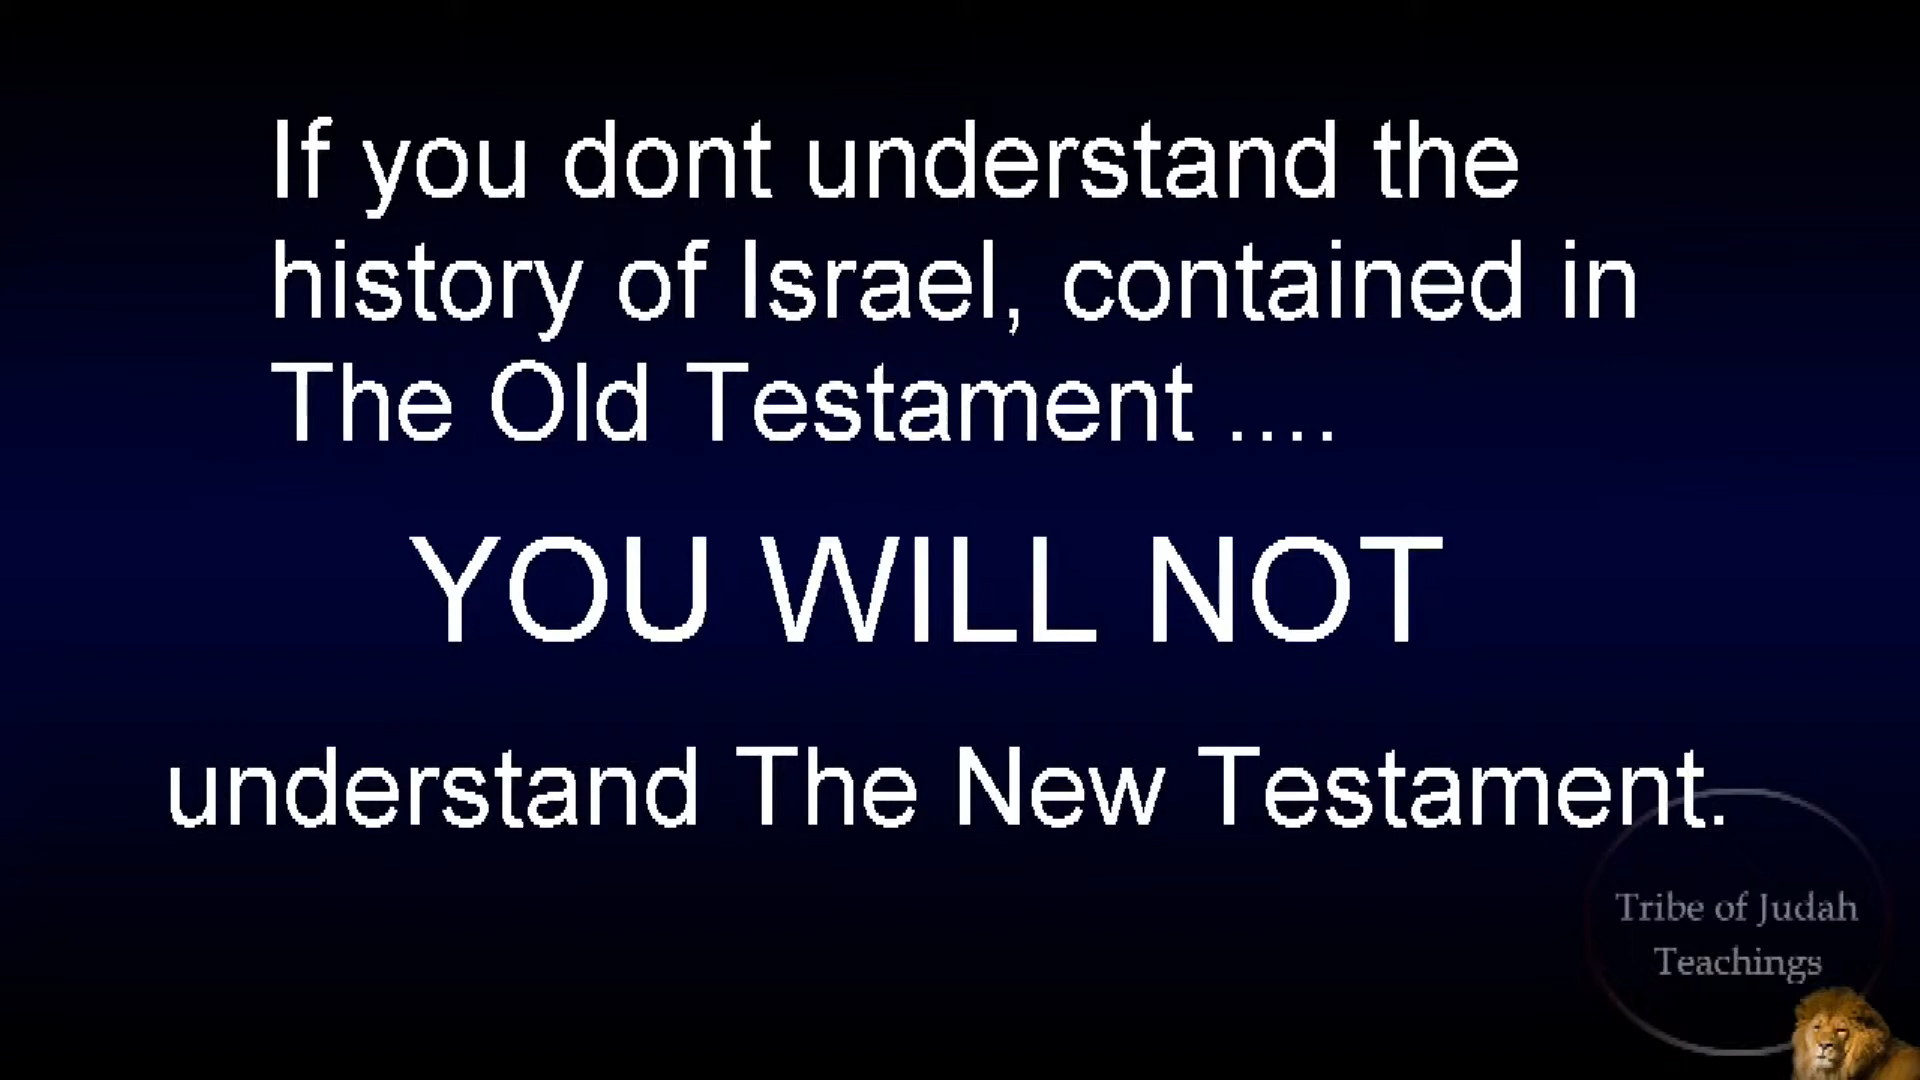 If you dont understand the
history of Israel, contained in
The Old Testament ....
YOU WILL NOT
understand The New Testament.
Tribe of Judah
Teachings